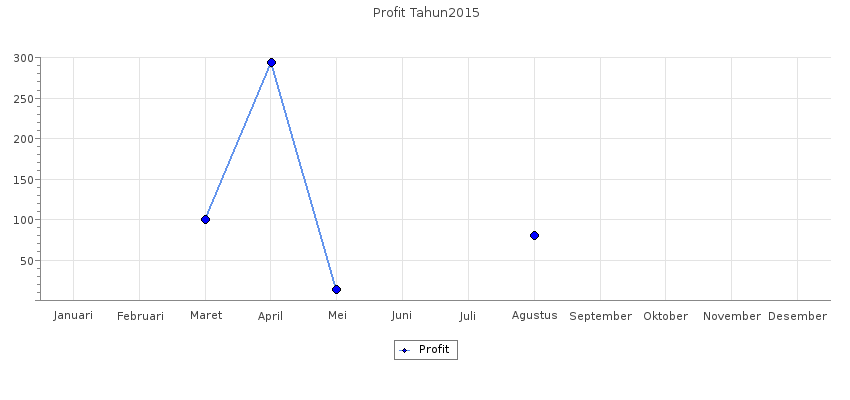 Profit Tahun2015
300
250
200
150
100
50
Januari Februari Maret April Mei Juni Juli Agustus September Oktober November Desember
Profit